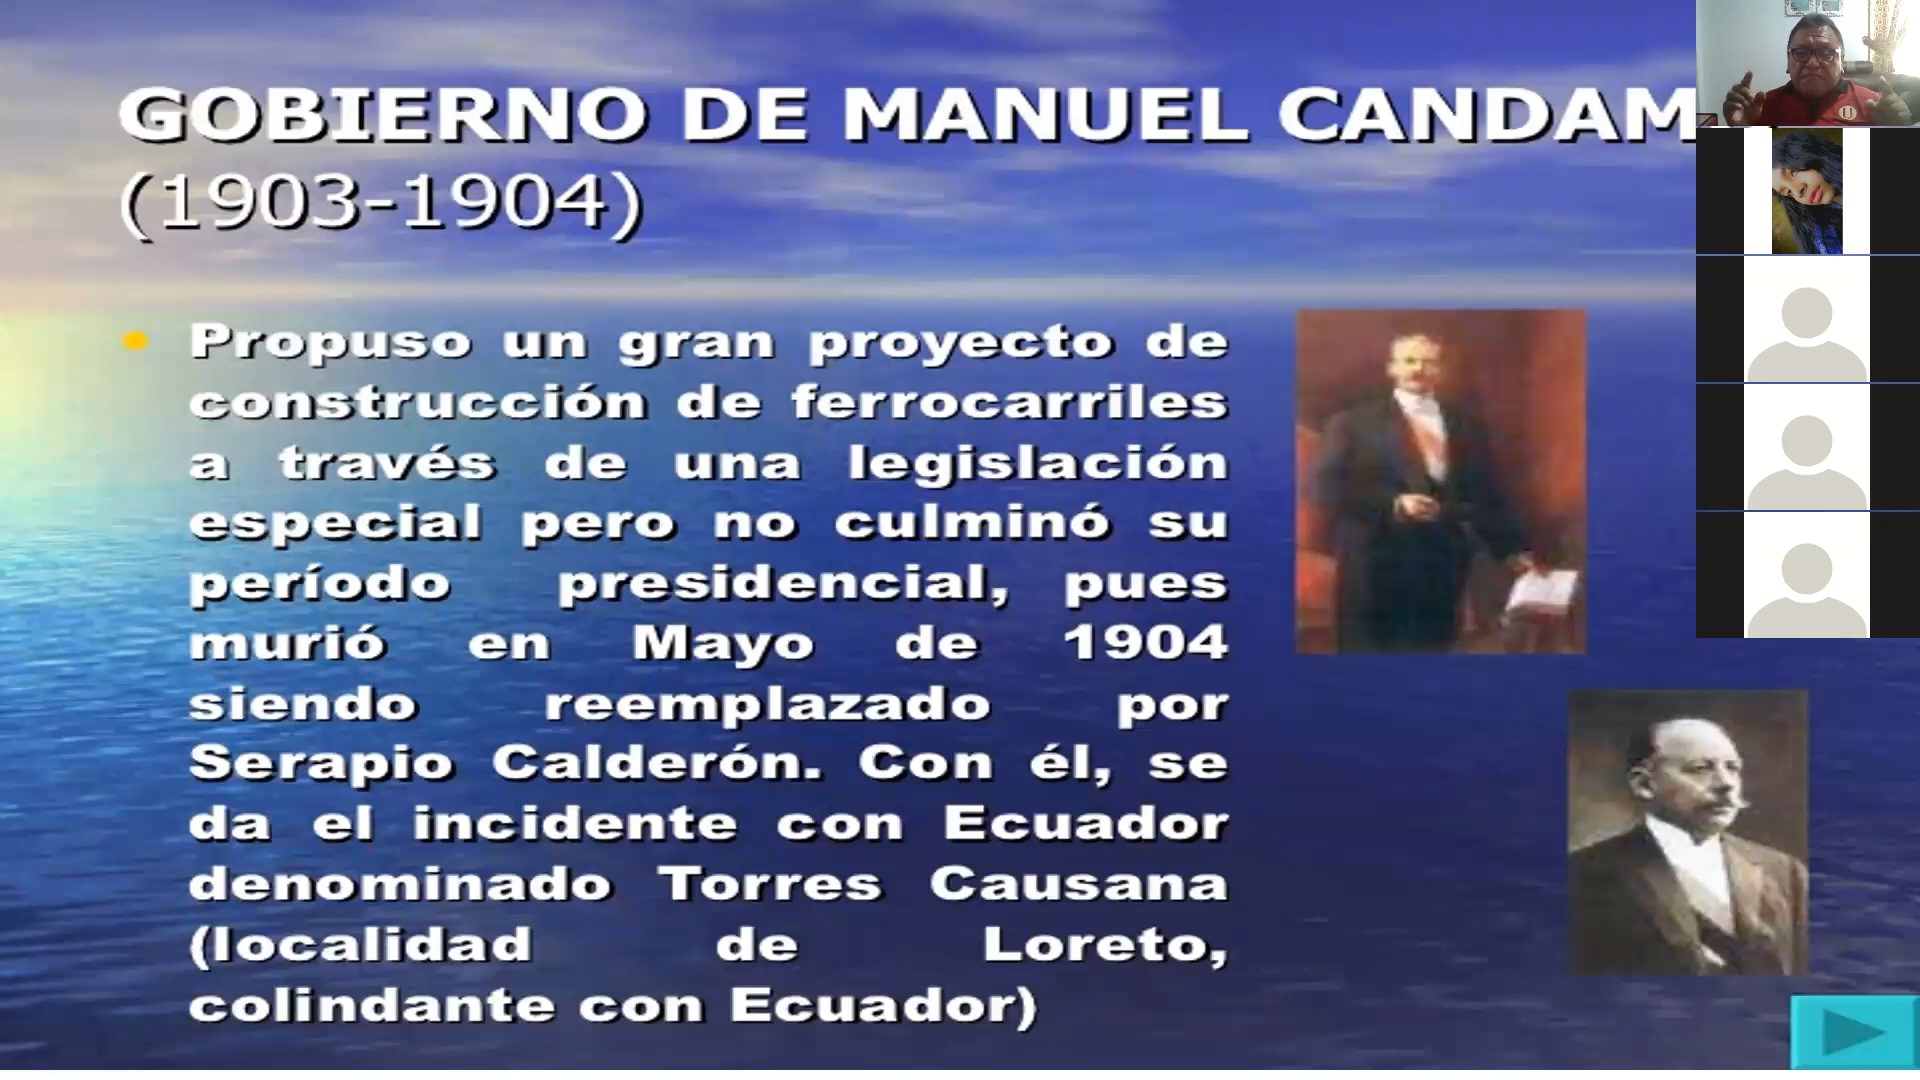 GOBIERNO DE MANUEL CANDAM
(1903-1904)
Propuso un gran proyecto de
construcción de ferrocarriles
a través de una legislación
especial pero no culminó su
período presidencial, pues
murió en Mayo de 1904
siendo reemplazado por
Serapio Calderón. Con él, se
da el incidente con Ecuador
denominado Torres Causana
(localidad de Loreto,
colindante con Ecuador)